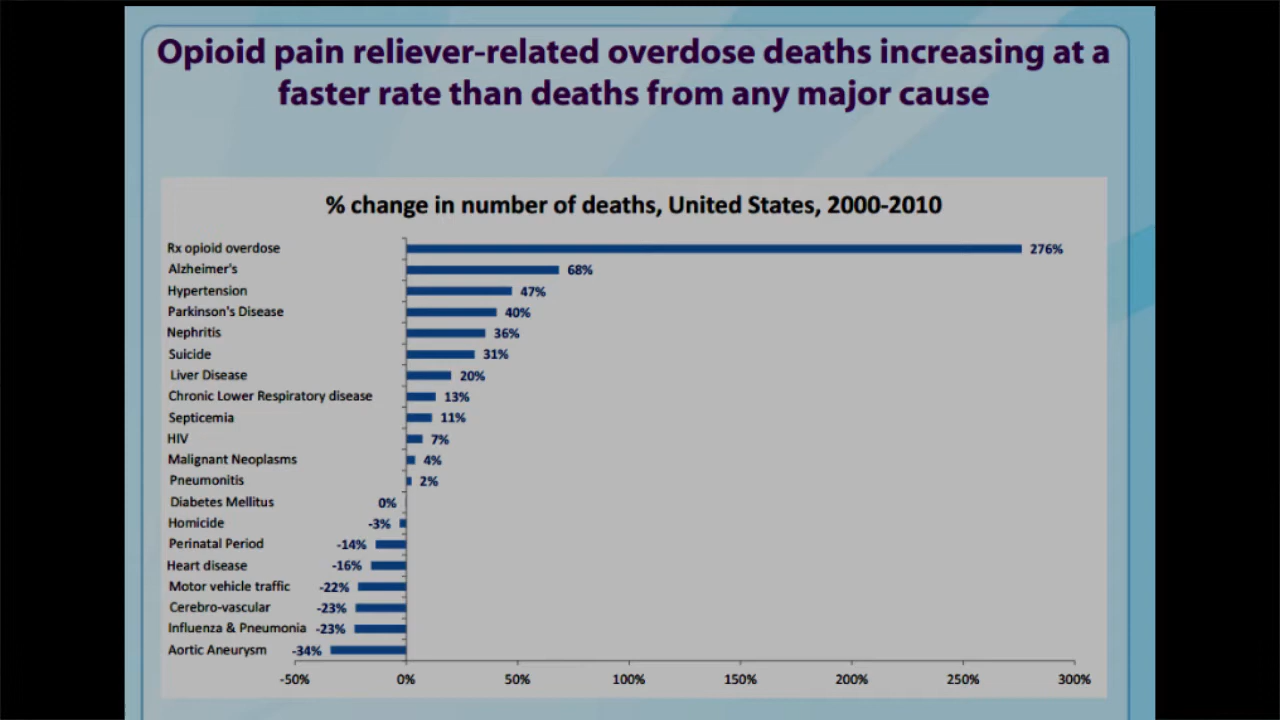 Opioid pain reliever-related overdose deaths increasing at a
faster rate than deaths from any major cause
% change in number of deaths, United States, 2000-2010
Rx opioid overdose 276%
Alzheimer's 68%
Hypertension 47%
Parkinson's Disease 40%
Nephritis 36%
Suicide 31%
Liver Disease 20%
Chronic Lower Respiratory disease 13%
Septicemia 11%
HIV 7%
Malignant Neoplasms 4%
Pneumonitis 2%
Diabetes Mellitus 0%
Homicide -3%
Perinatal Period -14%
Heart disease -16%
Motor vehicle traffic -22%
Cerebro-vascular -23%
Influenza & Pneumonia -23%
Aortic Aneurysm -34%
-50% 0% 50% 100% 150% 200% 250% 300%